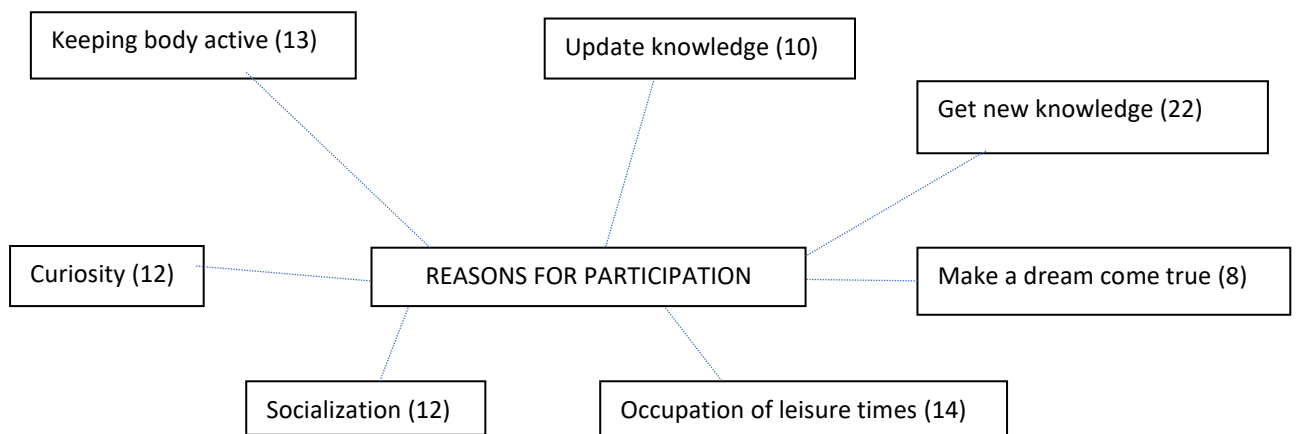 Keeping body active (13)
Update knowledge (10)
Get new knowledge (22)
Curiosity (12)
REASONS FOR PARTICIPATION
Make a dream come true (8)
Socialization (12)
Occupation of leisure times (14)